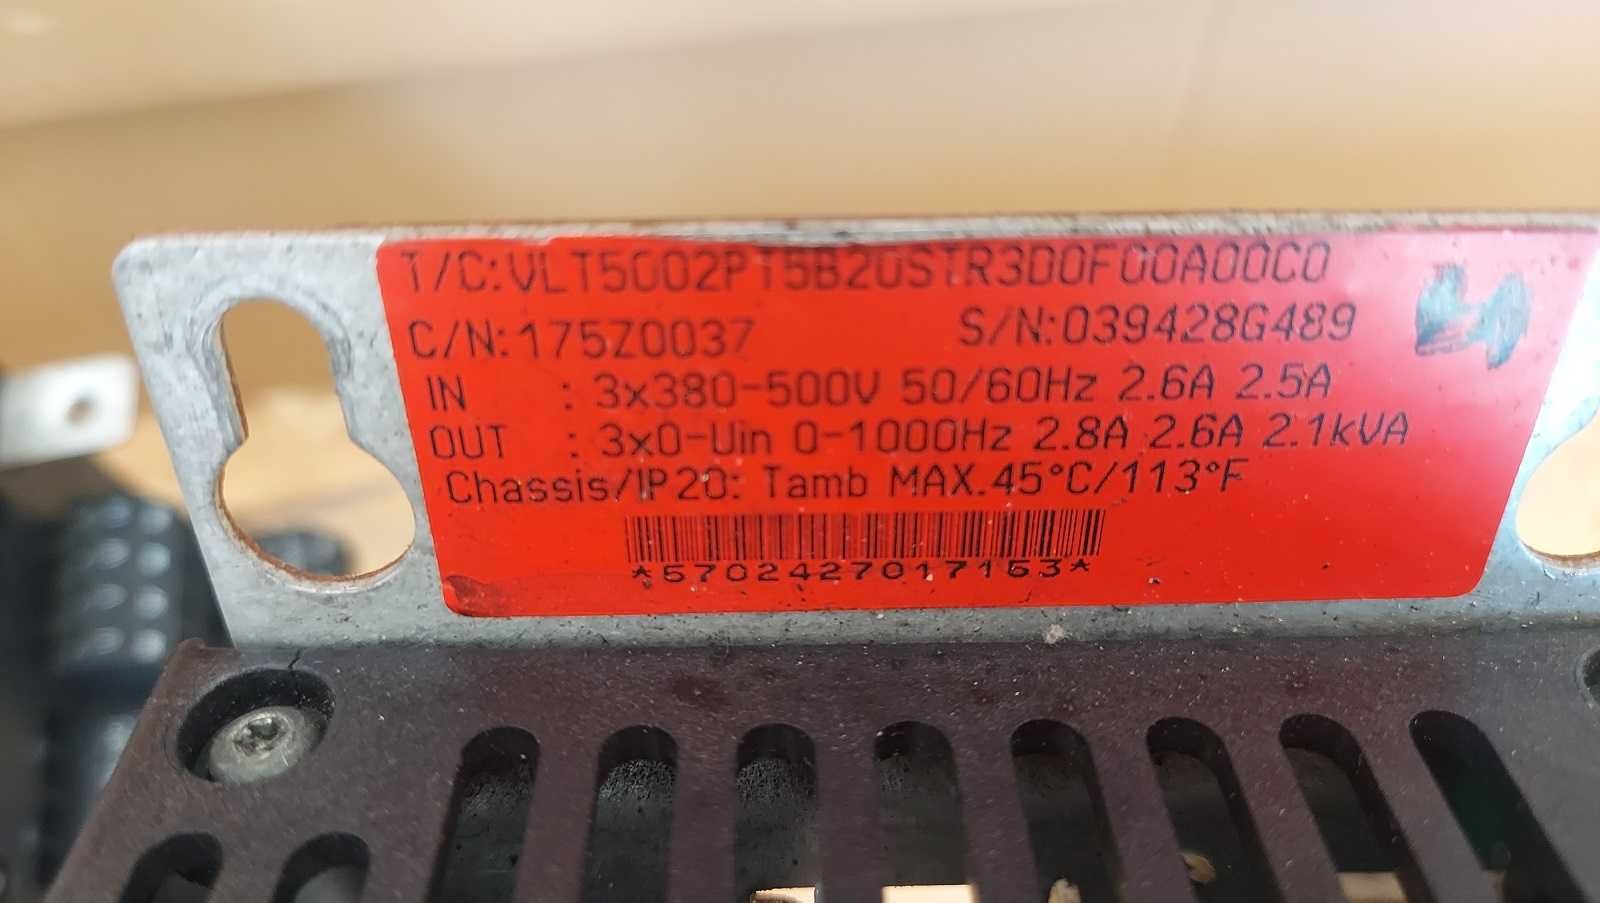 T/C:VLT5002PT5B20STR3D0F00A00C0
C/N:175Z0037 S/N:039428G489
IN : 3x380-500V 50/60Hz 2.6A 2.5A
OUT : 3x0-Uin 0-1000Hz 2.8A 2.6A 2.1kVA
Chassis/IP20: Tamb MAX.45°C/113°F
*5702427017153*